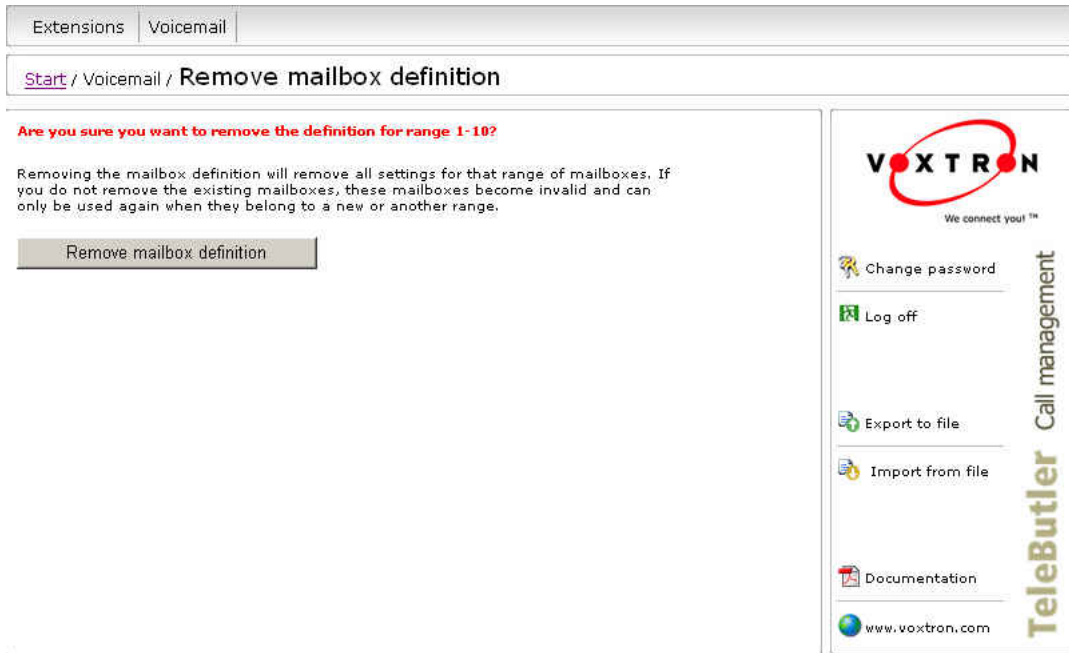 Extensions Voicemail
Start / Voicemail / Remove mailbox definition
Are you sure you want to remove the definition for range 1-10?
Removing the mailbox definition will remove all settings for that range of mailboxes. If
you do not remove the existing mailboxes, these mailboxes become invalid and can
only be used again when they belong to a new or another range.
Remove mailbox definition
VOXTRON
We connect you! ™
Change password
Log off
Export to file
Import from file
Documentation
www.voxtron.com
TeleButler Call management